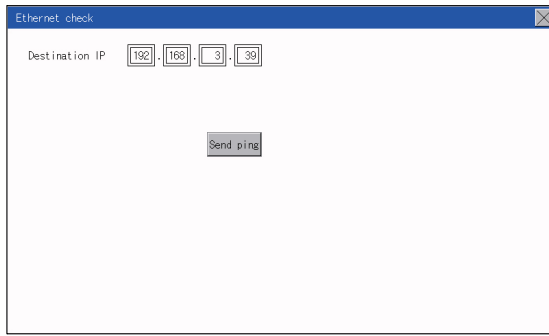 Ethernet check
Destination IP 192.168.3.39
Send ping